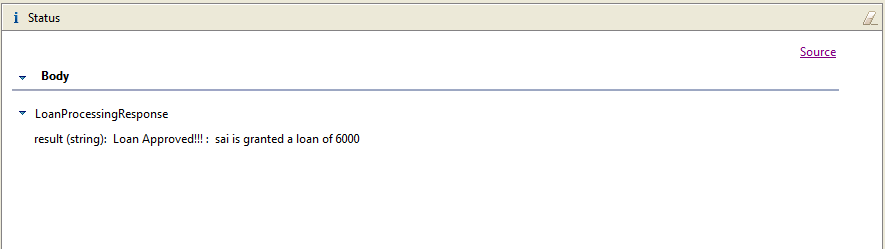 Status
Source
Body
LoanProcessingResponse
result (string): Loan Approved!!! : sai is granted a loan of 6000